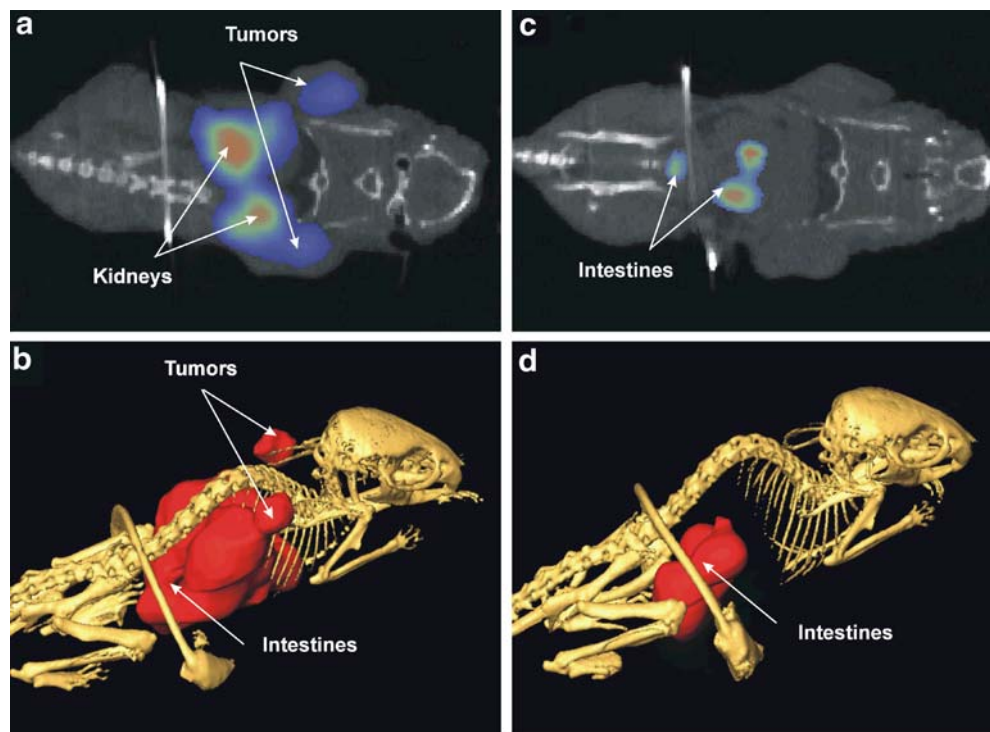 a
Tumors
Kidneys
c
Intestines
b
Tumors
Intestines
d
Intestines